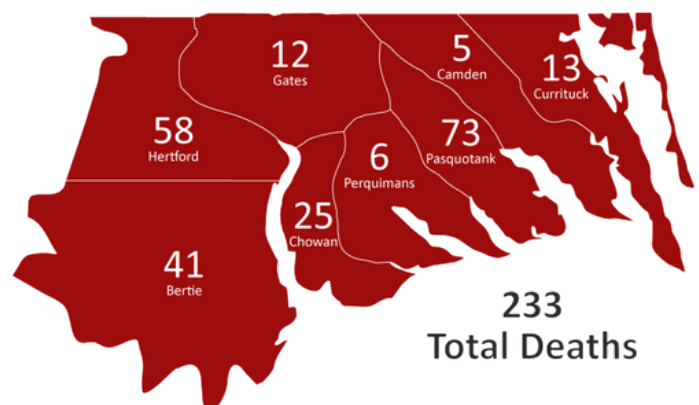 12
Gates
5
Camden
13
Currituck
58
Hertford
73
Pasquotank
6
Perquimans
25
Chowan
41
Bertie
233
Total Deaths